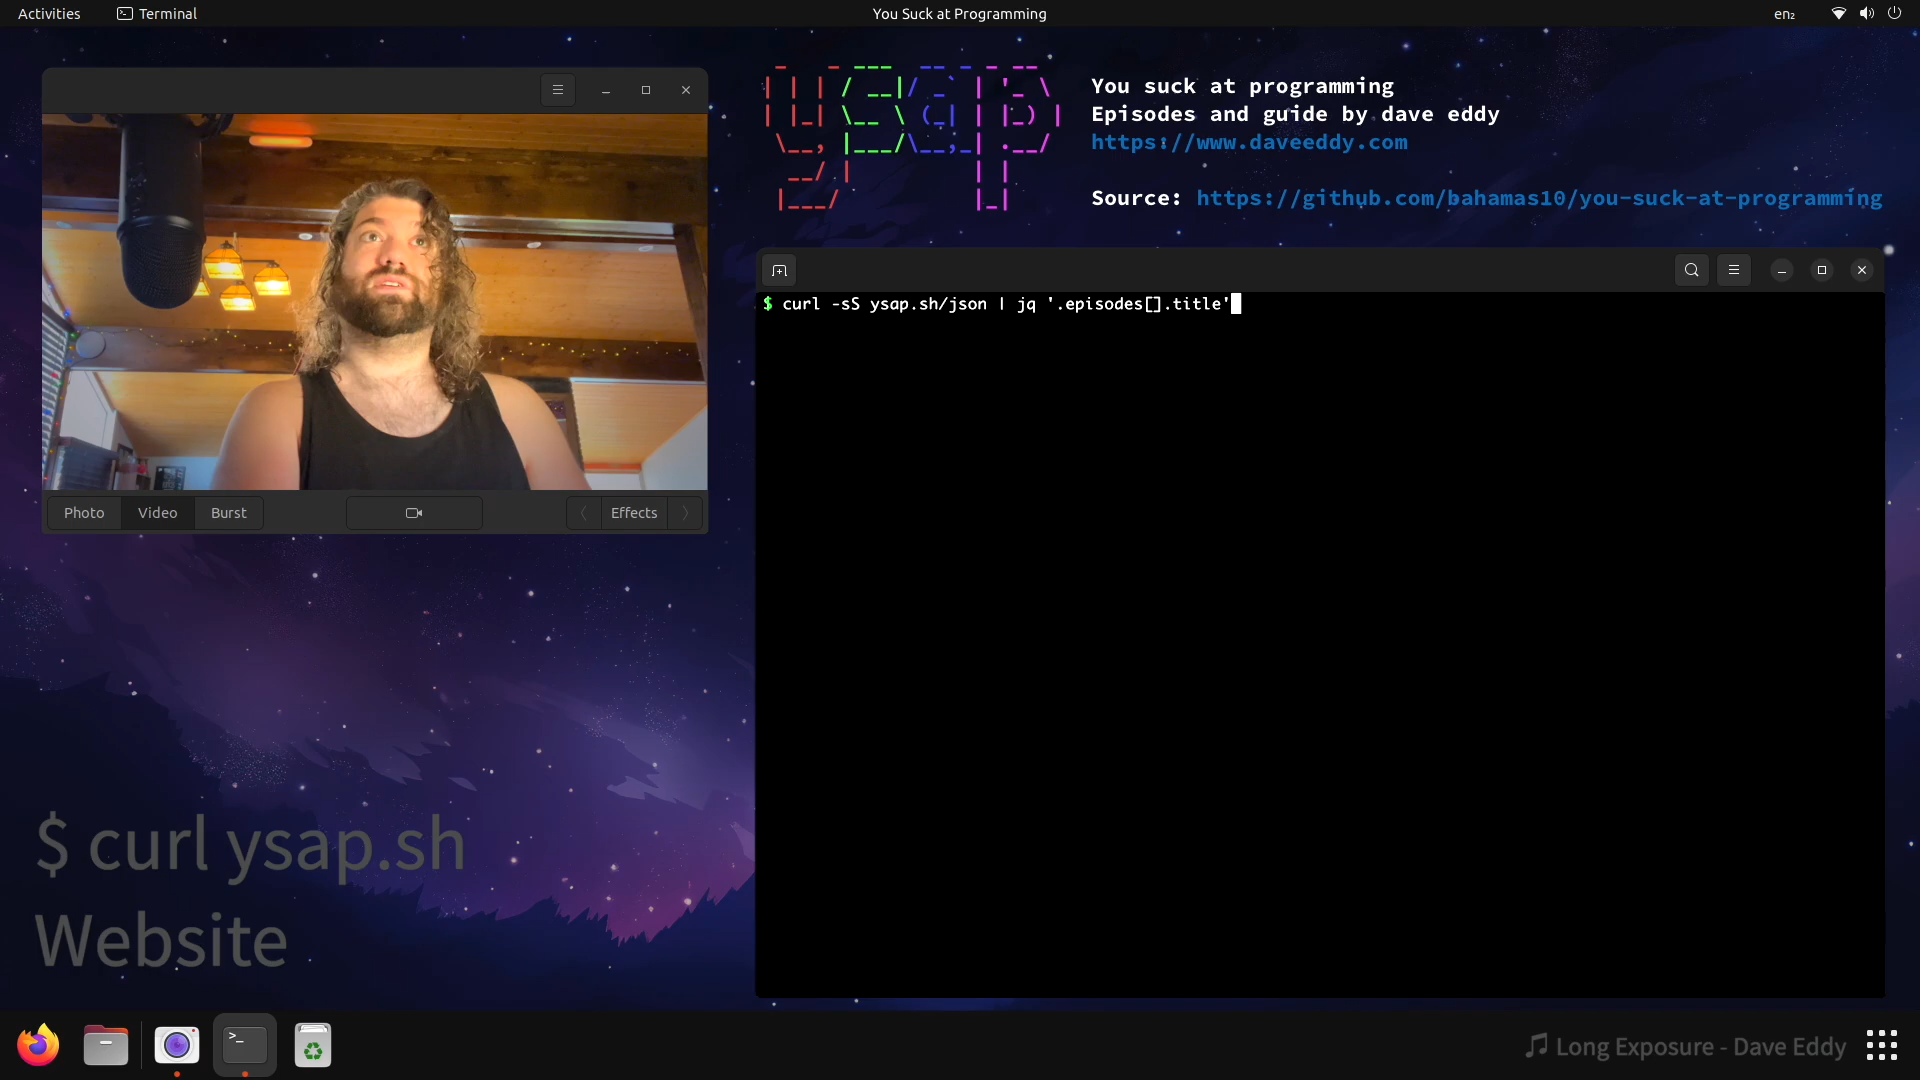 Activities
Terminal
You Suck at Programming
en₂
You suck at programming
Episodes and guide by dave eddy
https://www.daveeddy.com
Source: https://github.com/bahamas10/you-suck-at-programming
$ curl -sS ysap.sh/json | jq '.episodes[].title'
Photo
Video
Burst
Effects
$ curl ysap.sh
Website
Long Exposure - Dave Eddy